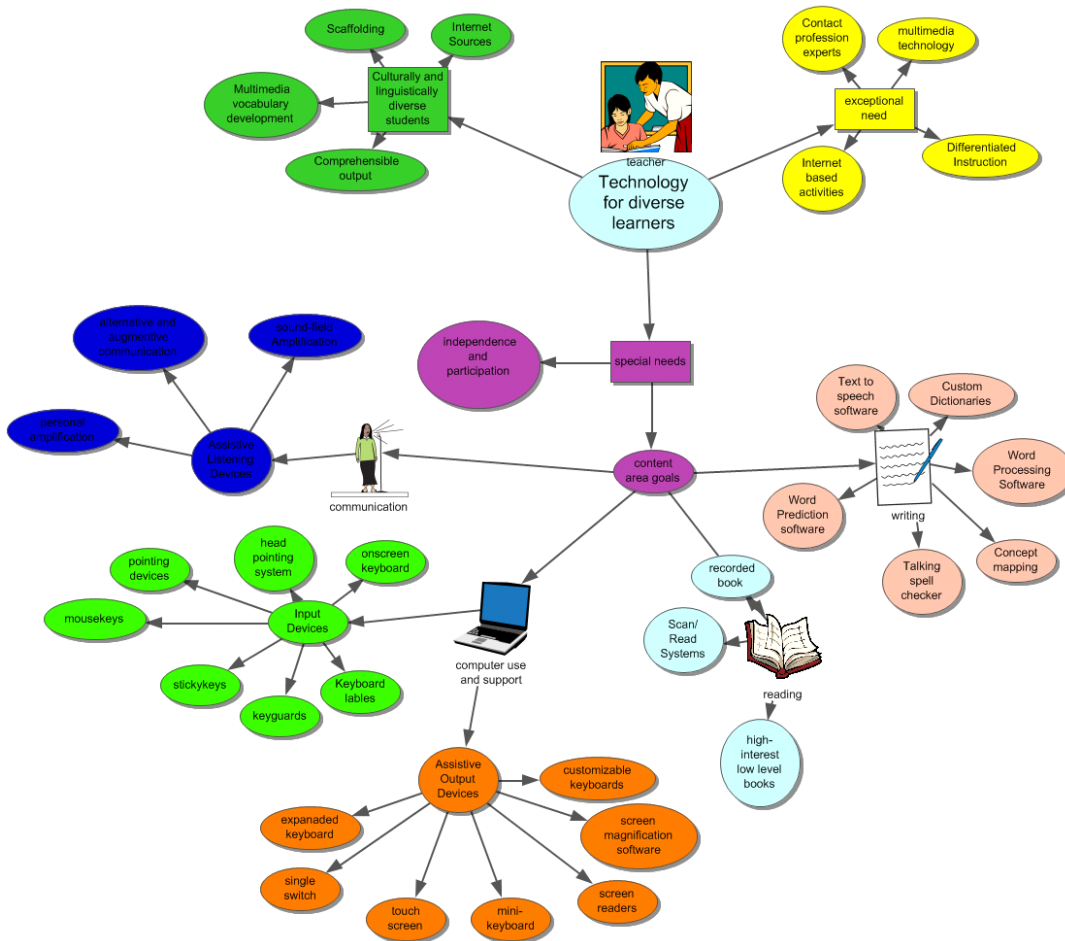 Scaffolding
Internet
Sources
Culturally and
linguistically
diverse
students
Multimedia
vocabulary
development
Comprehensible
output
teacher
Technology
for diverse
learners
Contact
profession
experts
multimedia
technology
exceptional
need
Differentiated
Instruction
Internet
based
activities
alternative and
augmentive
communication
sound-field
Amplification
personal
amplification
Assistive
Listening
Devices
communication
independence
and
participation
special needs
content
area goals
Text to
speech
software
Custom
Dictionaries
Word
Processing
Software
Word
Prediction
software
writing
Talking
spell
checker
Concept
mapping
pointing
devices
head
pointing
system
onscreen
keyboard
mousekeys
Input
Devices
stickykeys
keyguards
Keyboard
lables
computer use
and support
recorded
book
Scan/
Read
Systems
reading
high-
interest
low level
books
Assistive
Output
Devices
customizable
keyboards
expanaded
keyboard
screen
magnification
software
single
switch
touch
screen
mini-
keyboard
screen
readers